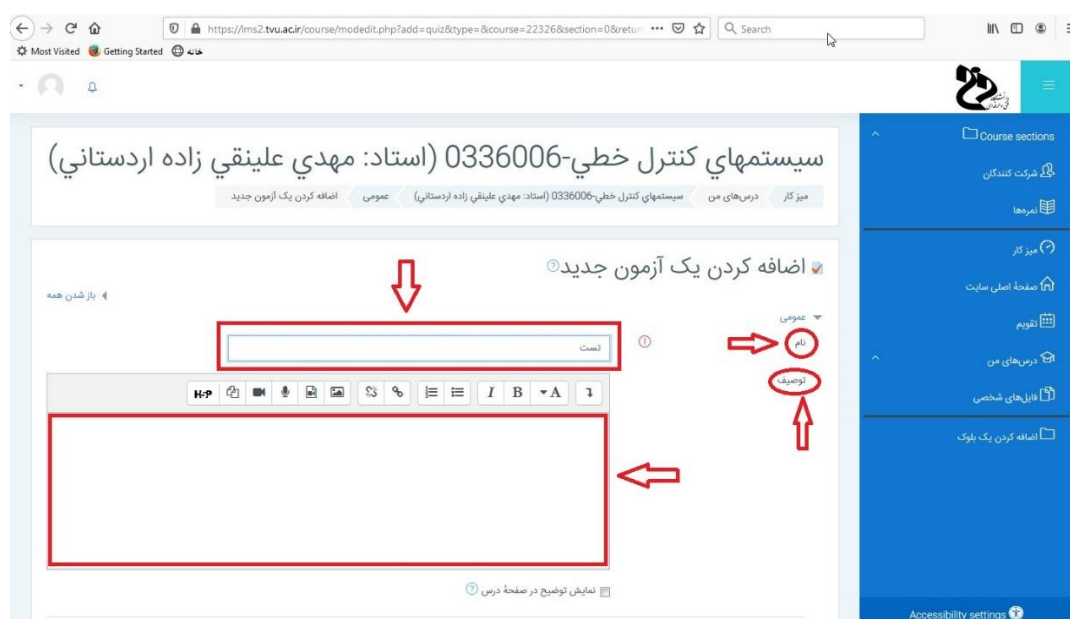 https://lms2.tvu.ac.ir/course/modedit.php?add=quiz&type=&course=22326&section=0&retur
Search
Most Visited
Getting Started
خانه
Course sections
شرکت کنندگان
نمره‌ها
میز کار
صفحهٔ اصلی سایت
تقویم
درس‌های من
فایل‌های شخصی
اضافه کردن یک بلوک
Accessibility settings
سیستمهاي کنترل خطي-0336006 (استاد: مهدي علینقي زاده اردستاني)
میز کار درس‌های من سیستمهاي کنترل خطي-0336006 (استاد: مهدي علینقي زاده اردستاني) عمومی اضافه کردن یک آزمون جدید
اضافه کردن یک آزمون جدید
باز شدن همه
عمومی
نام
تست
توصیف
A B I H-P
نمایش توضیح در صفحهٔ درس